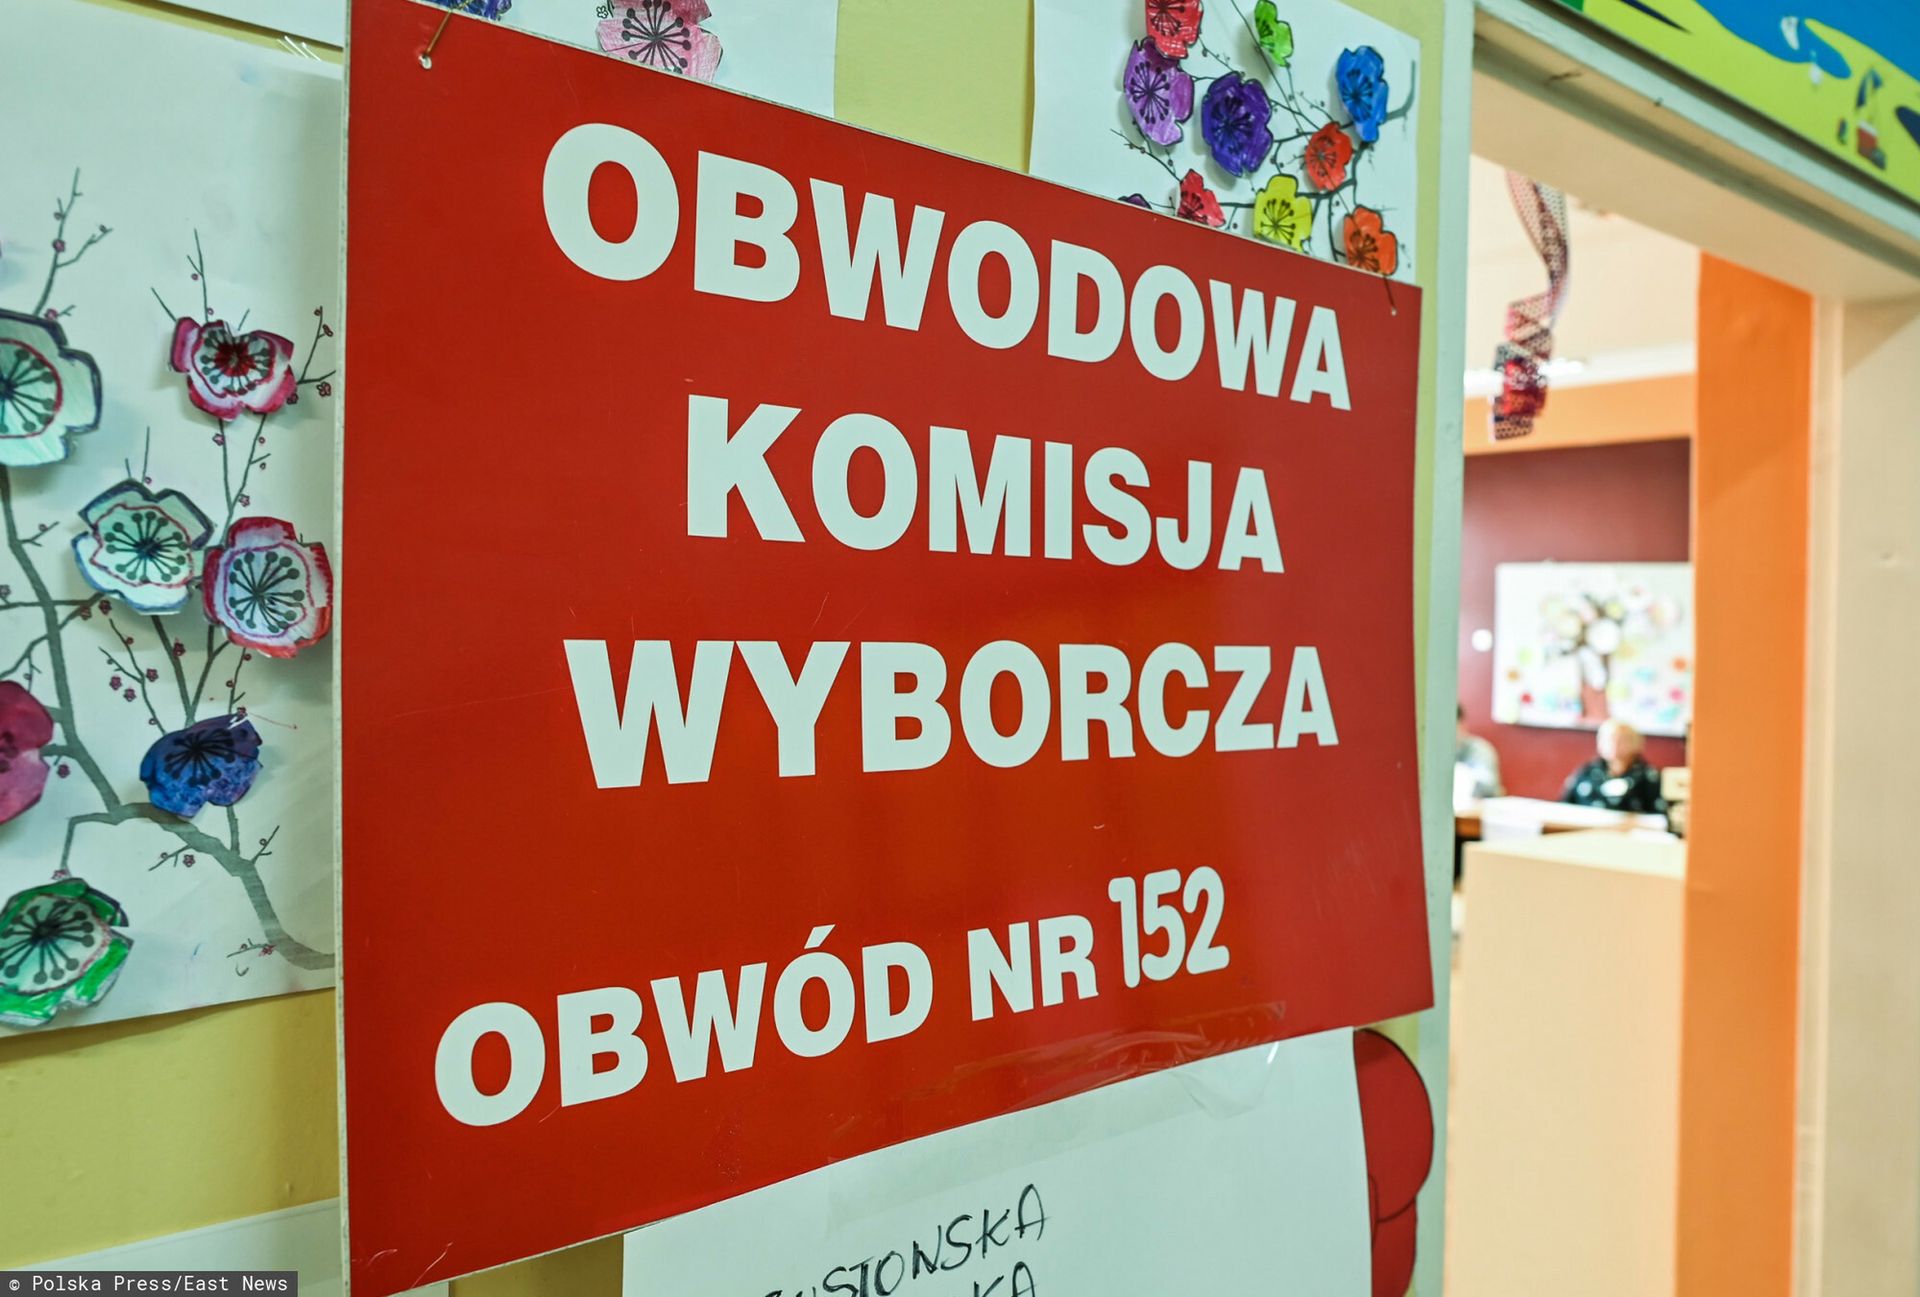 OBWODOWA
KOMISJA
WYBORCZA
OBWÓD NR 152
© Polska Press/East News